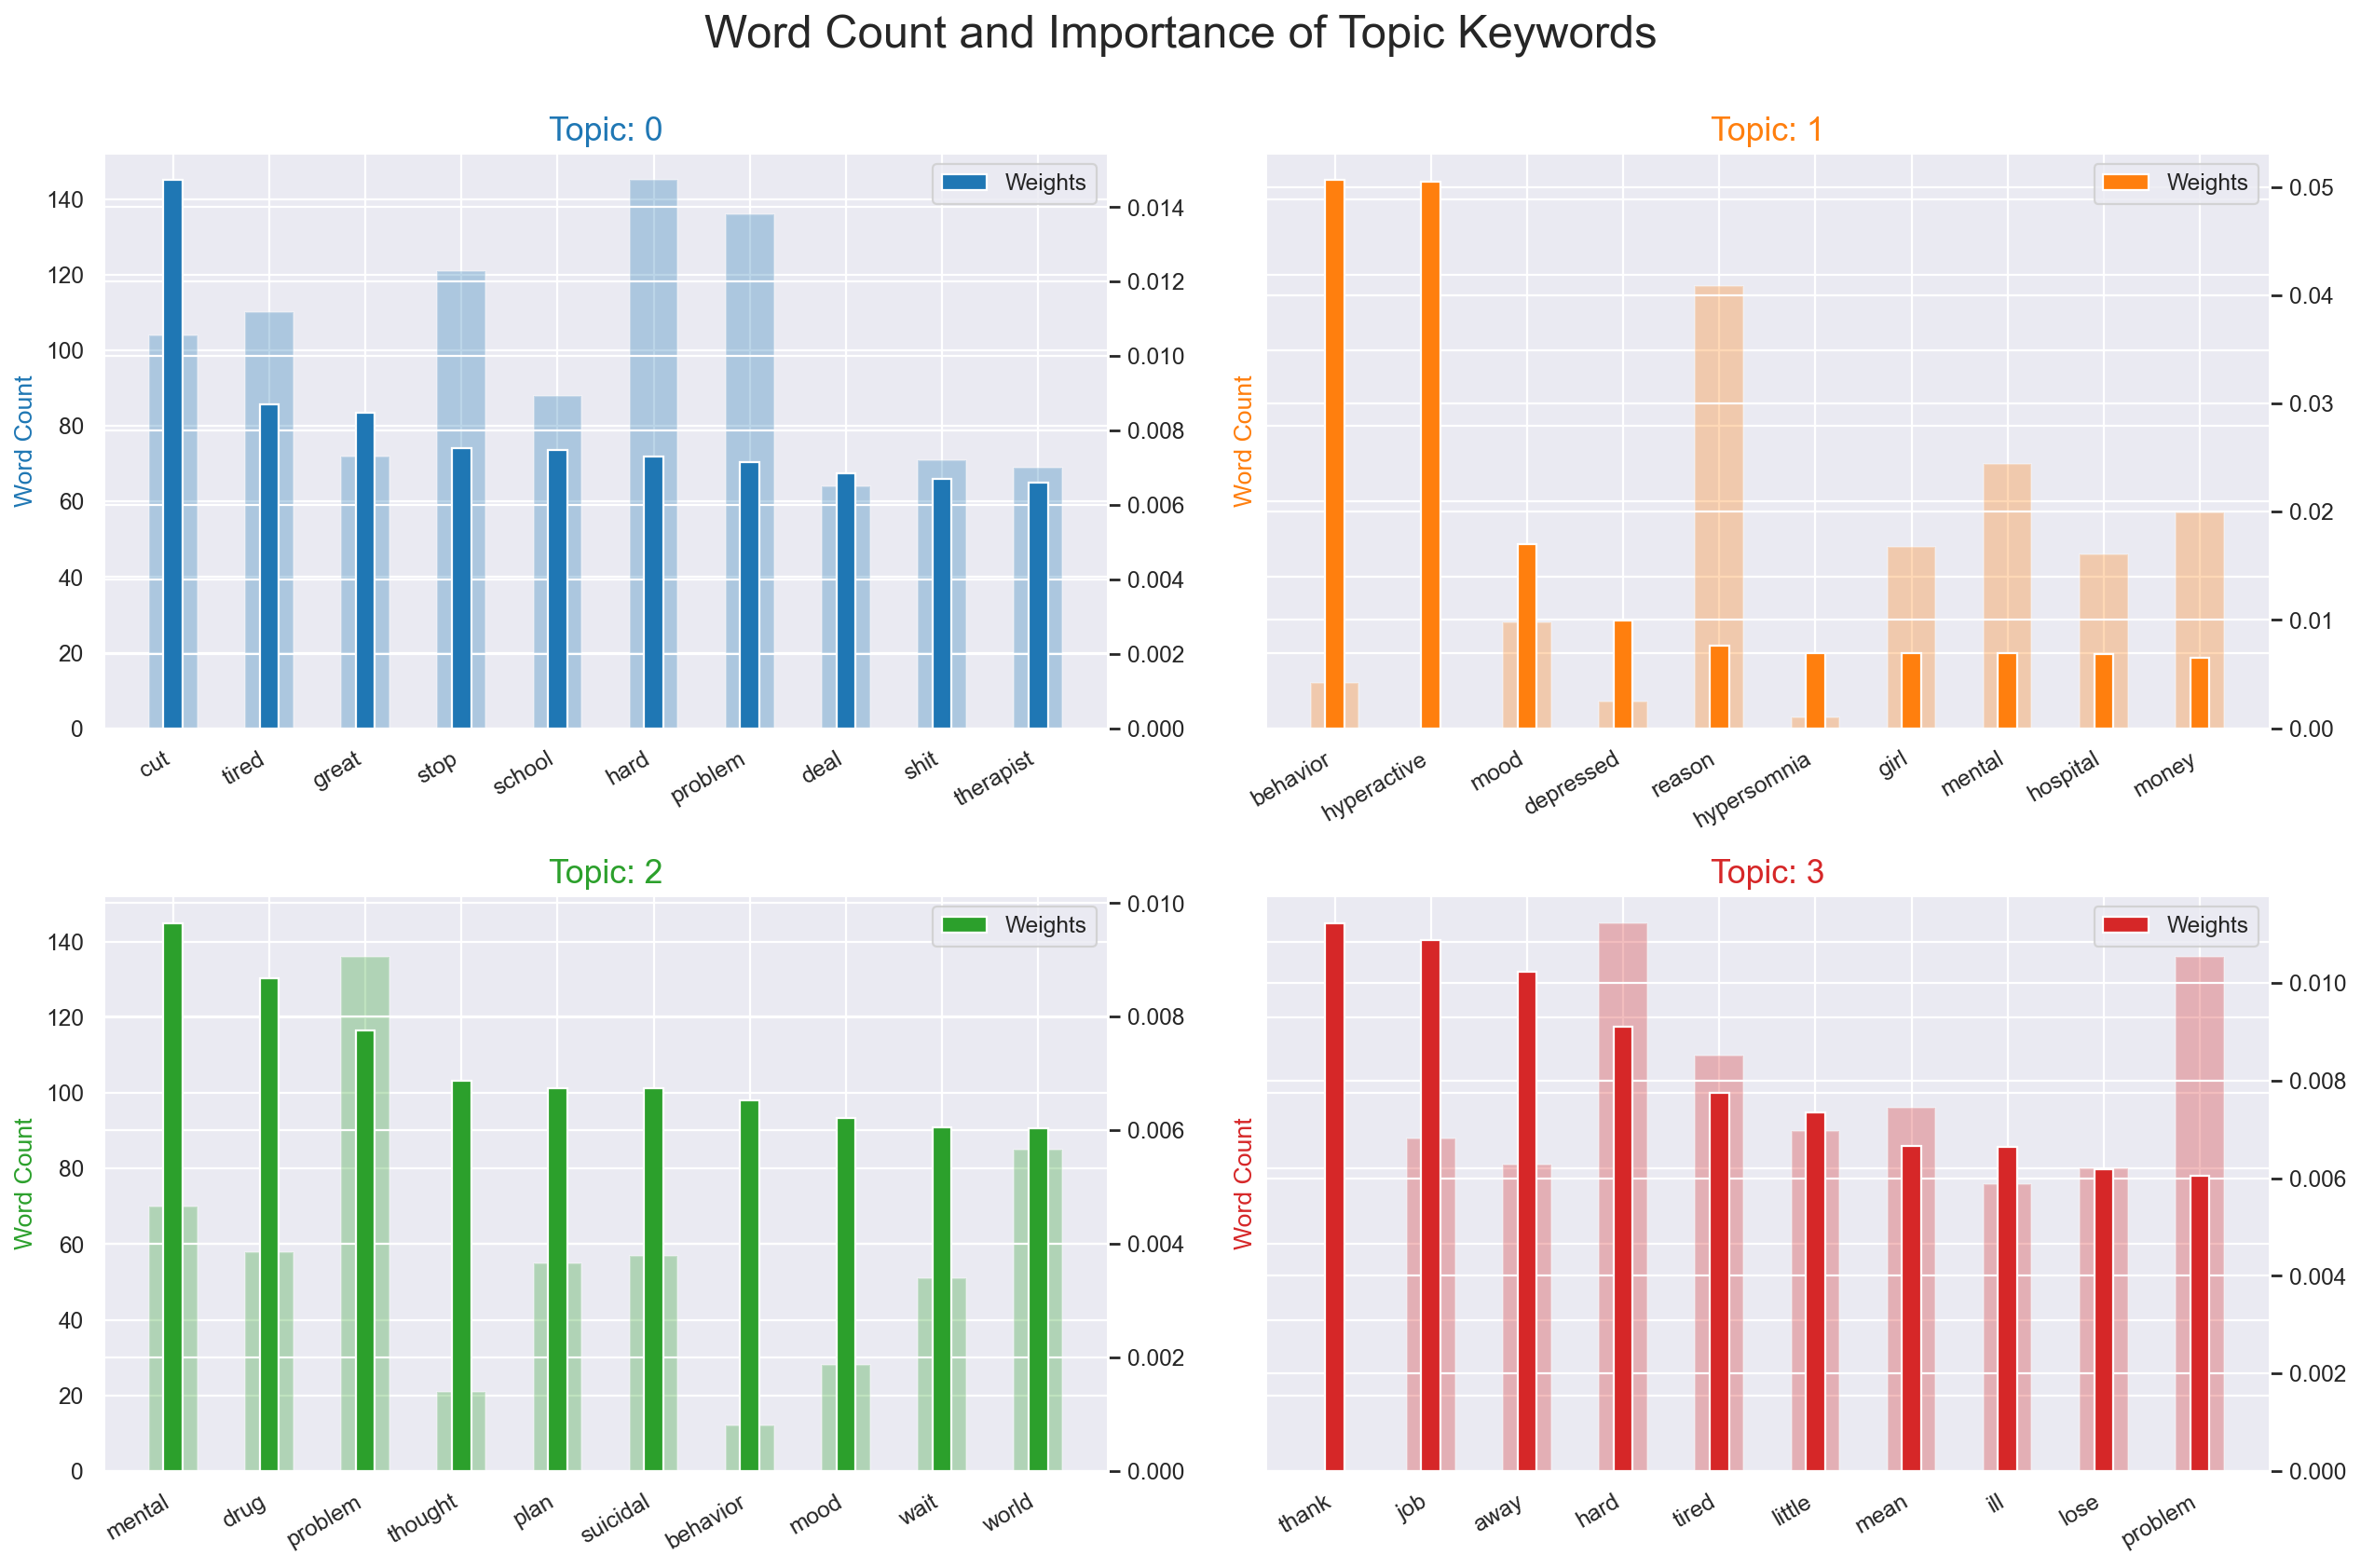 Word Count and Importance of Topic Keywords
Topic: 0
Weights
Word Count
140
120
100
80
60
40
20
0
0.014
0.012
0.010
0.008
0.006
0.004
0.002
0.000
cut tired great stop school hard problem deal shit therapist
Topic: 1
Weights
Word Count
0.05
0.04
0.03
0.02
0.01
0.00
behavior hyperactive mood depressed reason hypersomnia girl mental hospital money
Topic: 2
Weights
Word Count
140
120
100
80
60
40
20
0
0.010
0.008
0.006
0.004
0.002
0.000
mental drug problem thought plan suicidal behavior mood wait world
Topic: 3
Weights
Word Count
0.010
0.008
0.006
0.004
0.002
0.000
thank job away hard tired little mean ill lose problem